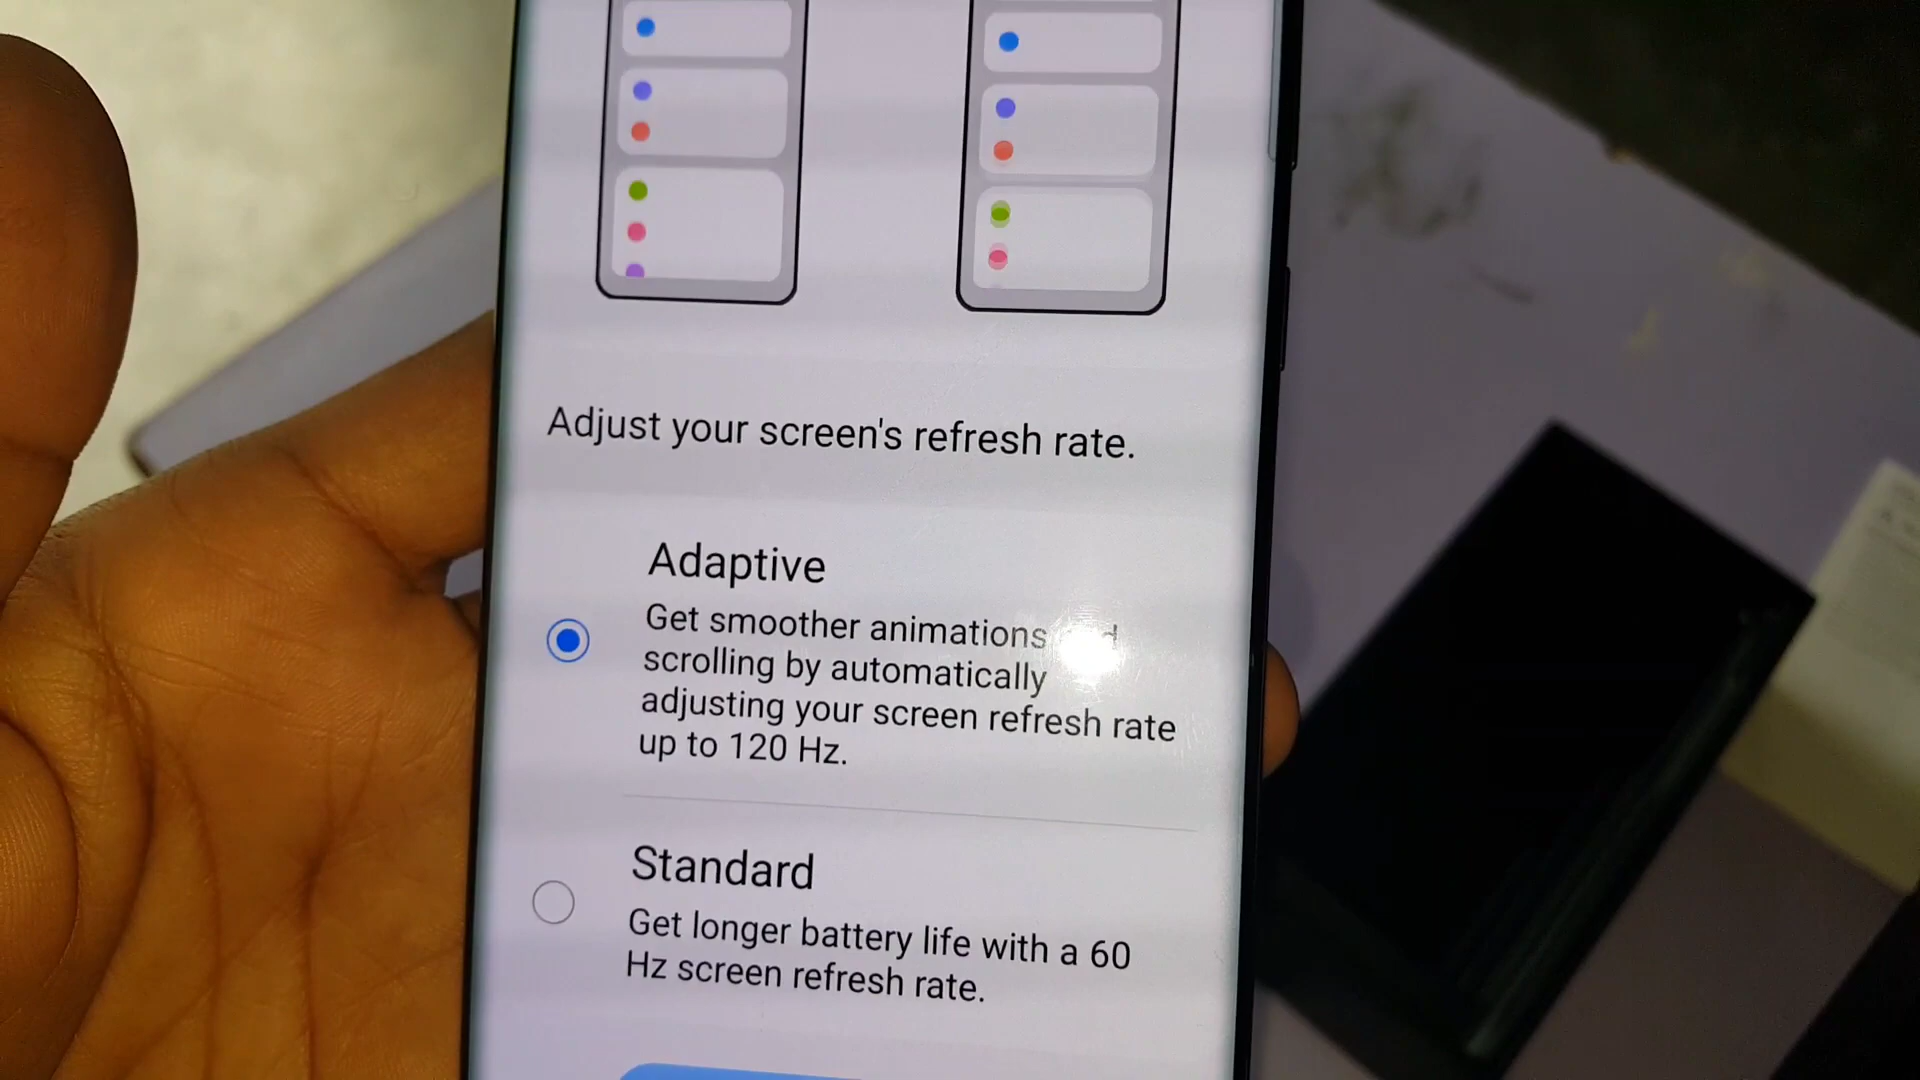 Adjust your screen's refresh rate.
Adaptive
Get smoother animations
scrolling by automatically
adjusting your screen refresh rate
up to 120 Hz.
Standard
Get longer battery life with a 60
Hz screen refresh rate.